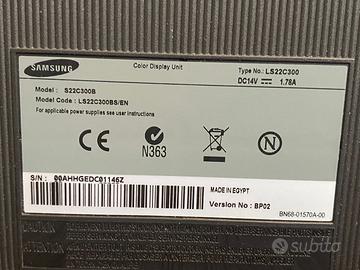 SAMSUNG
Color Display Unit
Type No.: LS22C300
DC14V ⎓ 1.78A
Model : S22C300B
Model Code : LS22C300BS/EN
For applicable power supplies see user instructions
CE
N363
S/N : 00AHHGEDC01146Z
MADE IN EGYPT
Version No : BP02
BN68-01570A-00
subito